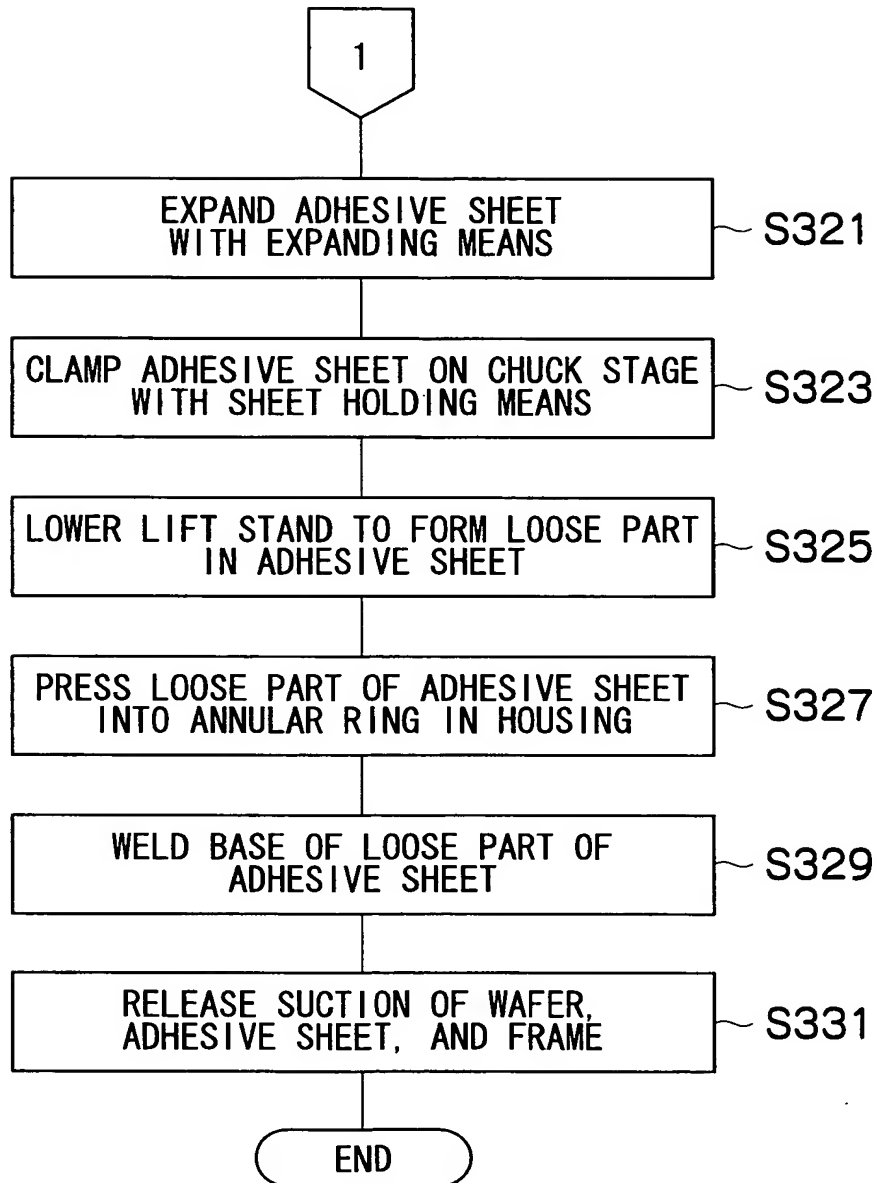 1
EXPAND ADHESIVE SHEET
WITH EXPANDING MEANS
S321
CLAMP ADHESIVE SHEET ON CHUCK STAGE
WITH SHEET HOLDING MEANS
S323
LOWER LIFT STAND TO FORM LOOSE PART
IN ADHESIVE SHEET
S325
PRESS LOOSE PART OF ADHESIVE SHEET
INTO ANNULAR RING IN HOUSING
S327
WELD BASE OF LOOSE PART OF
ADHESIVE SHEET
S329
RELEASE SUCTION OF WAFER,
ADHESIVE SHEET, AND FRAME
S331
END